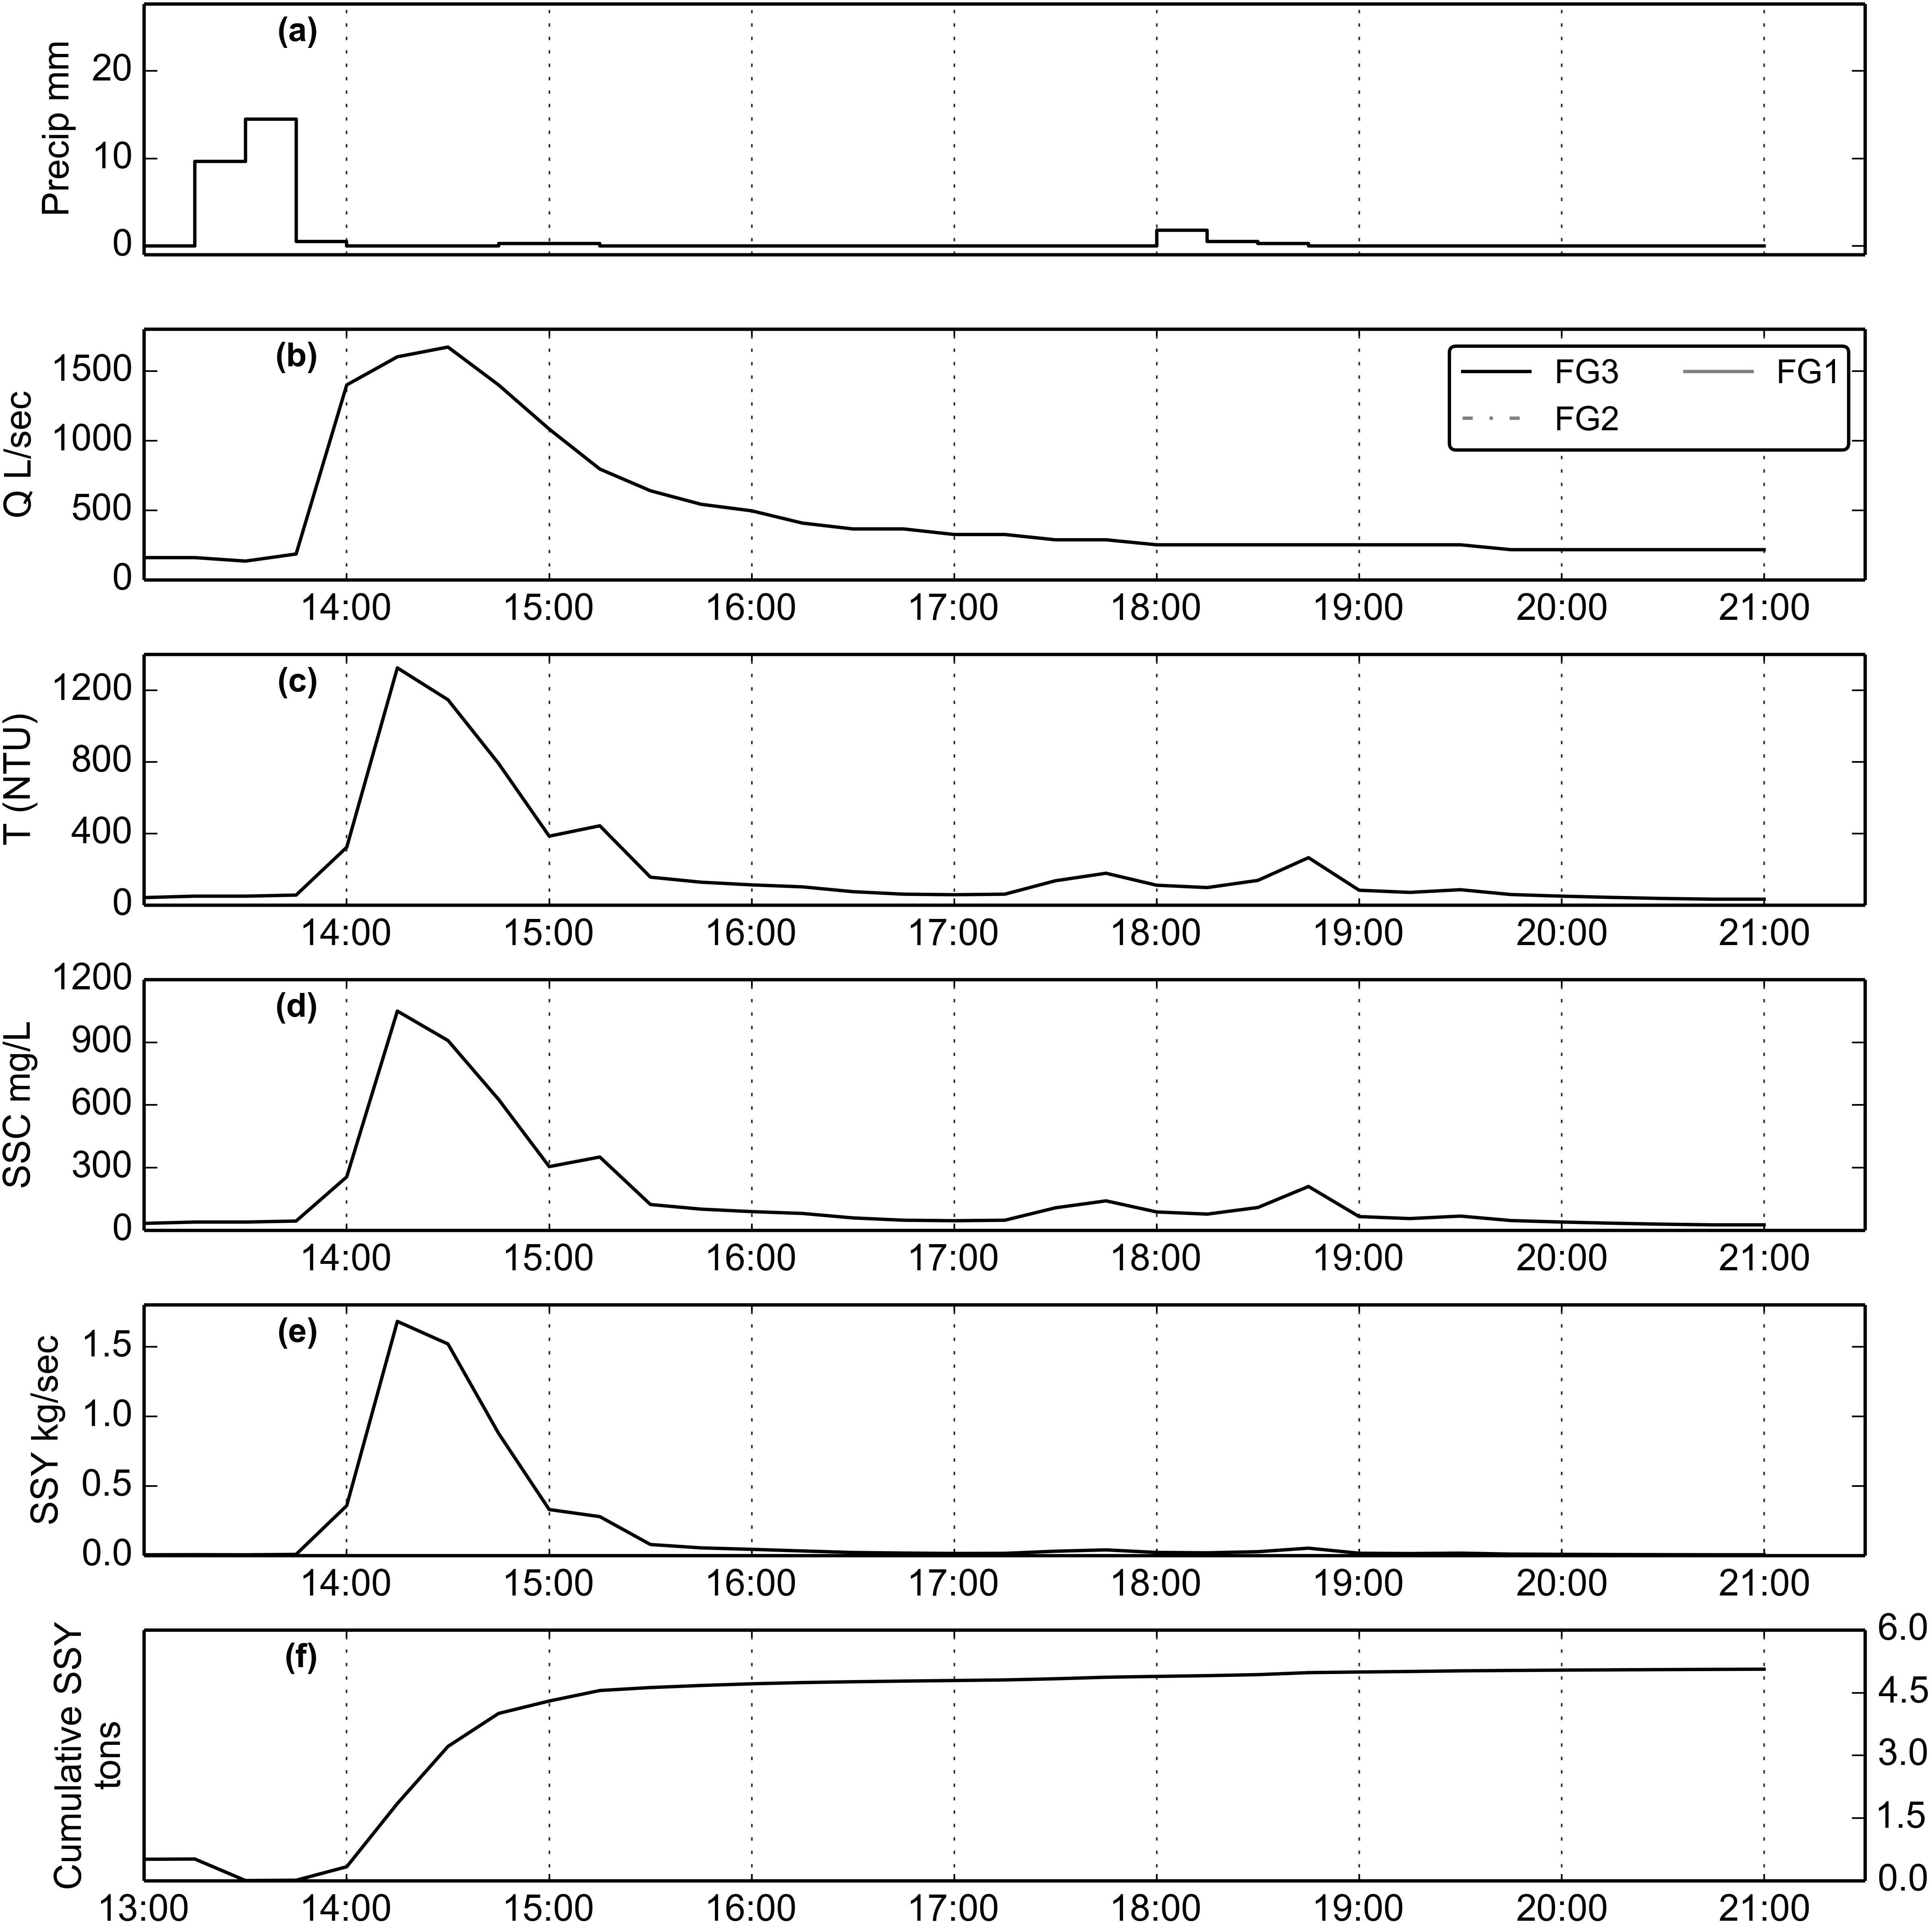 (a)
Precip mm
20
10
0
(b)
Q L/sec
1500
1000
500
0
FG3 FG1
FG2
14:00 15:00 16:00 17:00 18:00 19:00 20:00 21:00
(c)
T (NTU)
1200
800
400
0
14:00 15:00 16:00 17:00 18:00 19:00 20:00 21:00
(d)
SSC mg/L
1200
900
600
300
0
14:00 15:00 16:00 17:00 18:00 19:00 20:00 21:00
(e)
SSY kg/sec
1.5
1.0
0.5
0.0
14:00 15:00 16:00 17:00 18:00 19:00 20:00 21:00
(f)
Cumulative SSY
tons
6.0
4.5
3.0
1.5
0.0
13:00 14:00 15:00 16:00 17:00 18:00 19:00 20:00 21:00